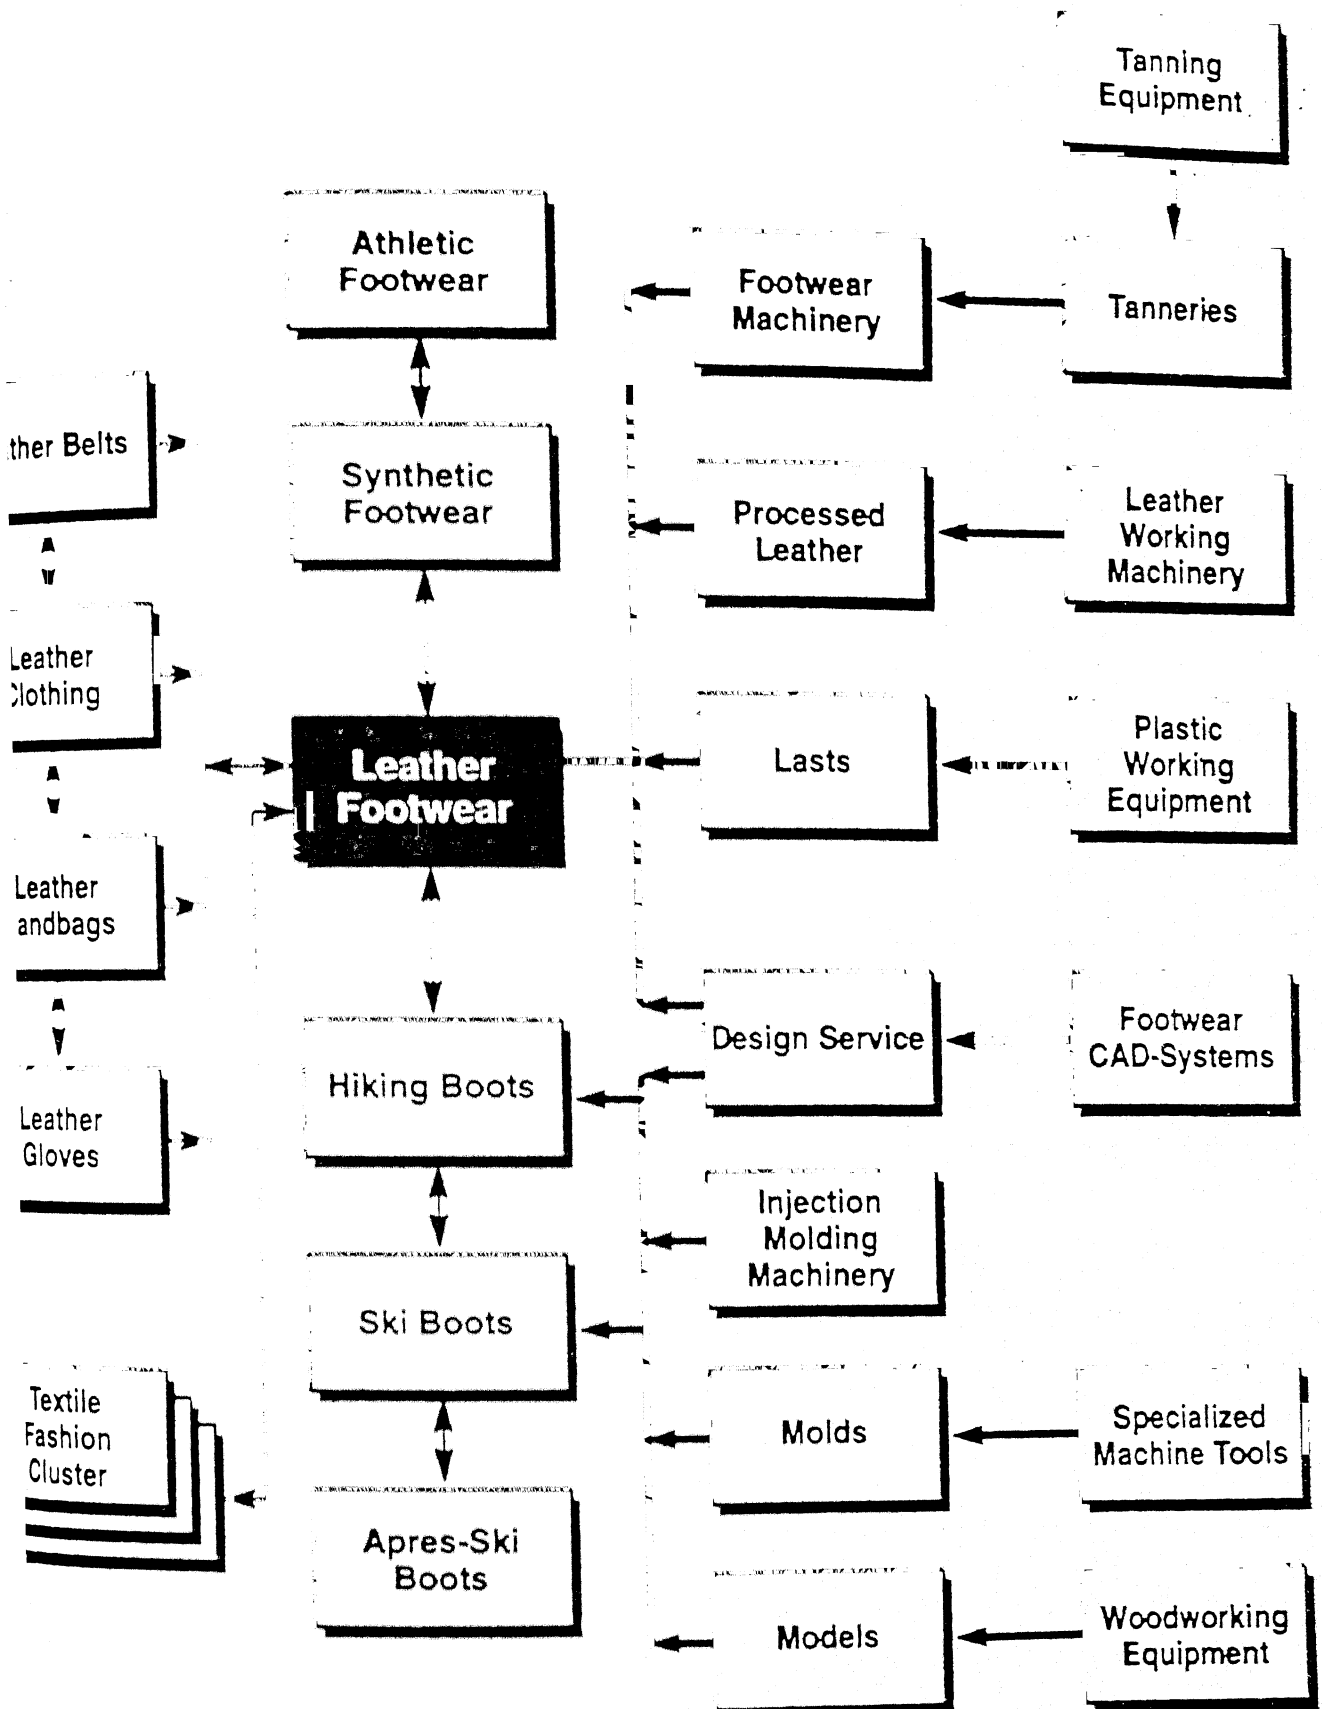 Tanning
Equipment
Athletic
Footwear
Footwear
Machinery
Tanneries
ther Belts
Synthetic
Footwear
Processed
Leather
Leather
Working
Machinery
Leather
Clothing
Leather
Footwear
Lasts
Plastic
Working
Equipment
Leather
andbags
Hiking Boots
Design Service
Footwear
CAD-Systems
Leather
Gloves
Injection
Molding
Machinery
Ski Boots
Textile
Fashion
Cluster
Molds
Specialized
Machine Tools
Apres-Ski
Boots
Models
Woodworking
Equipment